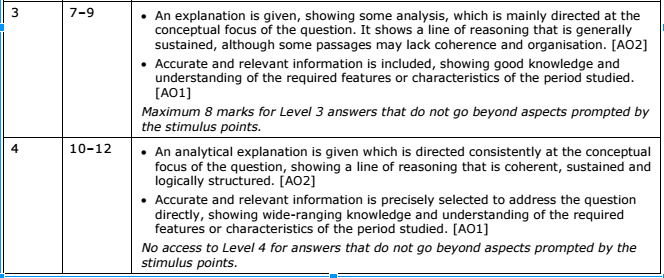 3
7–9
• An explanation is given, showing some analysis, which is mainly directed at the
conceptual focus of the question. It shows a line of reasoning that is generally
sustained, although some passages may lack coherence and organisation. [AO2]
• Accurate and relevant information is included, showing good knowledge and
understanding of the required features or characteristics of the period studied.
[AO1]
Maximum 8 marks for Level 3 answers that do not go beyond aspects prompted by
the stimulus points.
4
10–12
• An analytical explanation is given which is directed consistently at the conceptual
focus of the question, showing a line of reasoning that is coherent, sustained and
logically structured. [AO2]
• Accurate and relevant information is precisely selected to address the question
directly, showing wide-ranging knowledge and understanding of the required
features or characteristics of the period studied. [AO1]
No access to Level 4 for answers that do not go beyond aspects prompted by the
stimulus points.